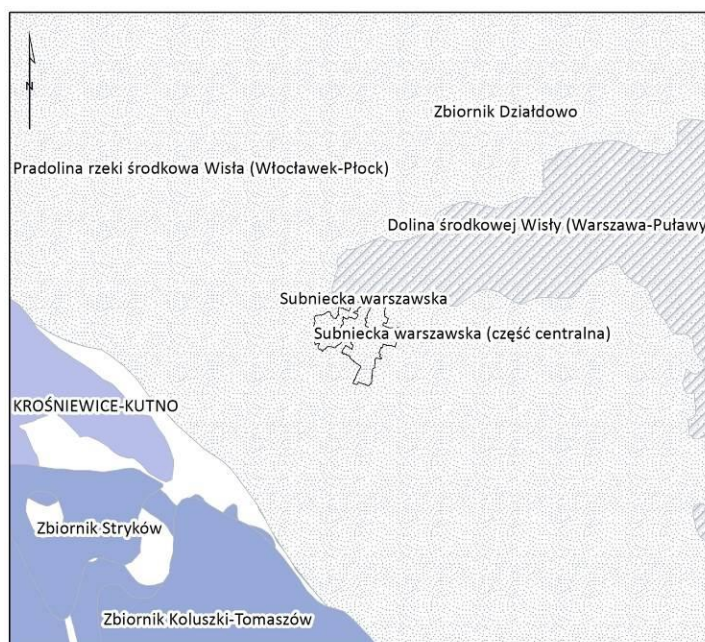 N
Zbiornik Działdowo
Pradolina rzeki środkowa Wisła (Włocławek-Płock)
Dolina środkowej Wisły (Warszawa-Puławy
Subniecka warszawska
Subniecka warszawska (część centralna)
KROŚNIEWICE-KUTNO
Zbiornik Stryków
Zbiornik Koluszki-Tomaszów